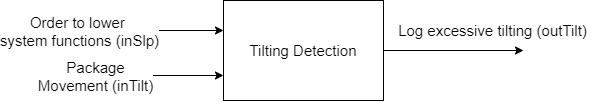 Order to lower
system functions (inSlp)
Package
Movement (inTilt)
Tilting Detection
Log excessive tilting (outTilt)